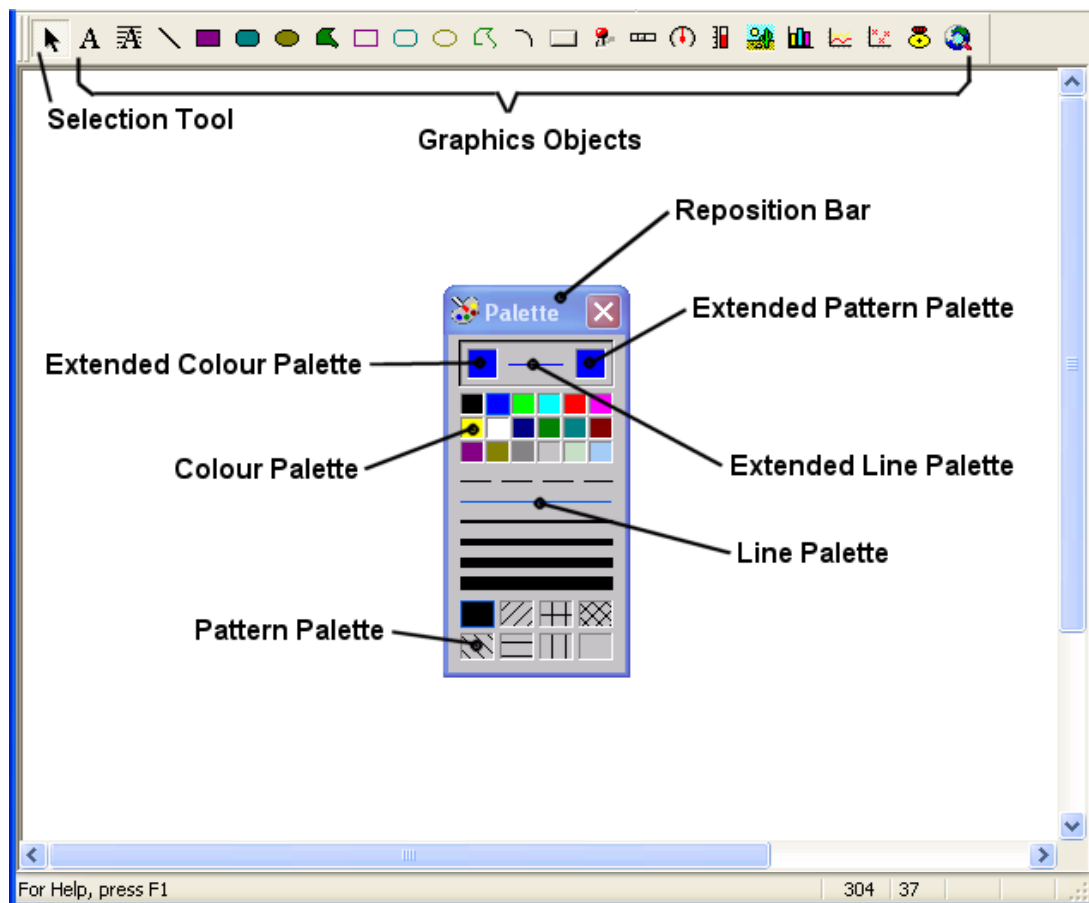 A A
Selection Tool
Graphics Objects
Reposition Bar
Palette
Extended Pattern Palette
Extended Colour Palette
Colour Palette
Extended Line Palette
Line Palette
Pattern Palette
For Help, press F1
304 37